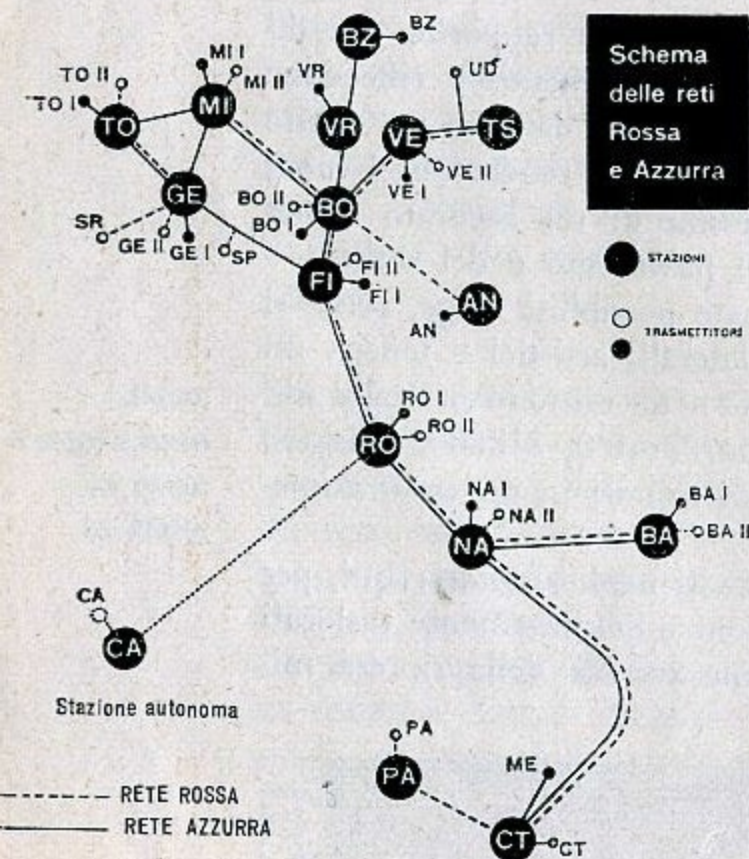 Schema
delle reti
Rossa
e Azzurra
STAZIONI
TRASMETTITORI
BZ
BZ
MI I
MI II
VR
UD
TO II
TO I
TO
MI
VR
VE
TS
VE II
VE I
GE
BO II
BO I
BO
SR
GE II
GE I
SP
FI
FI II
FI I
AN
AN
RO I
RO II
RO
NA I
NA II
NA
BA I
BA II
BA
CA
CA
Stazione autonoma
PA
PA
ME
CT
CT
RETE ROSSA
RETE AZZURRA